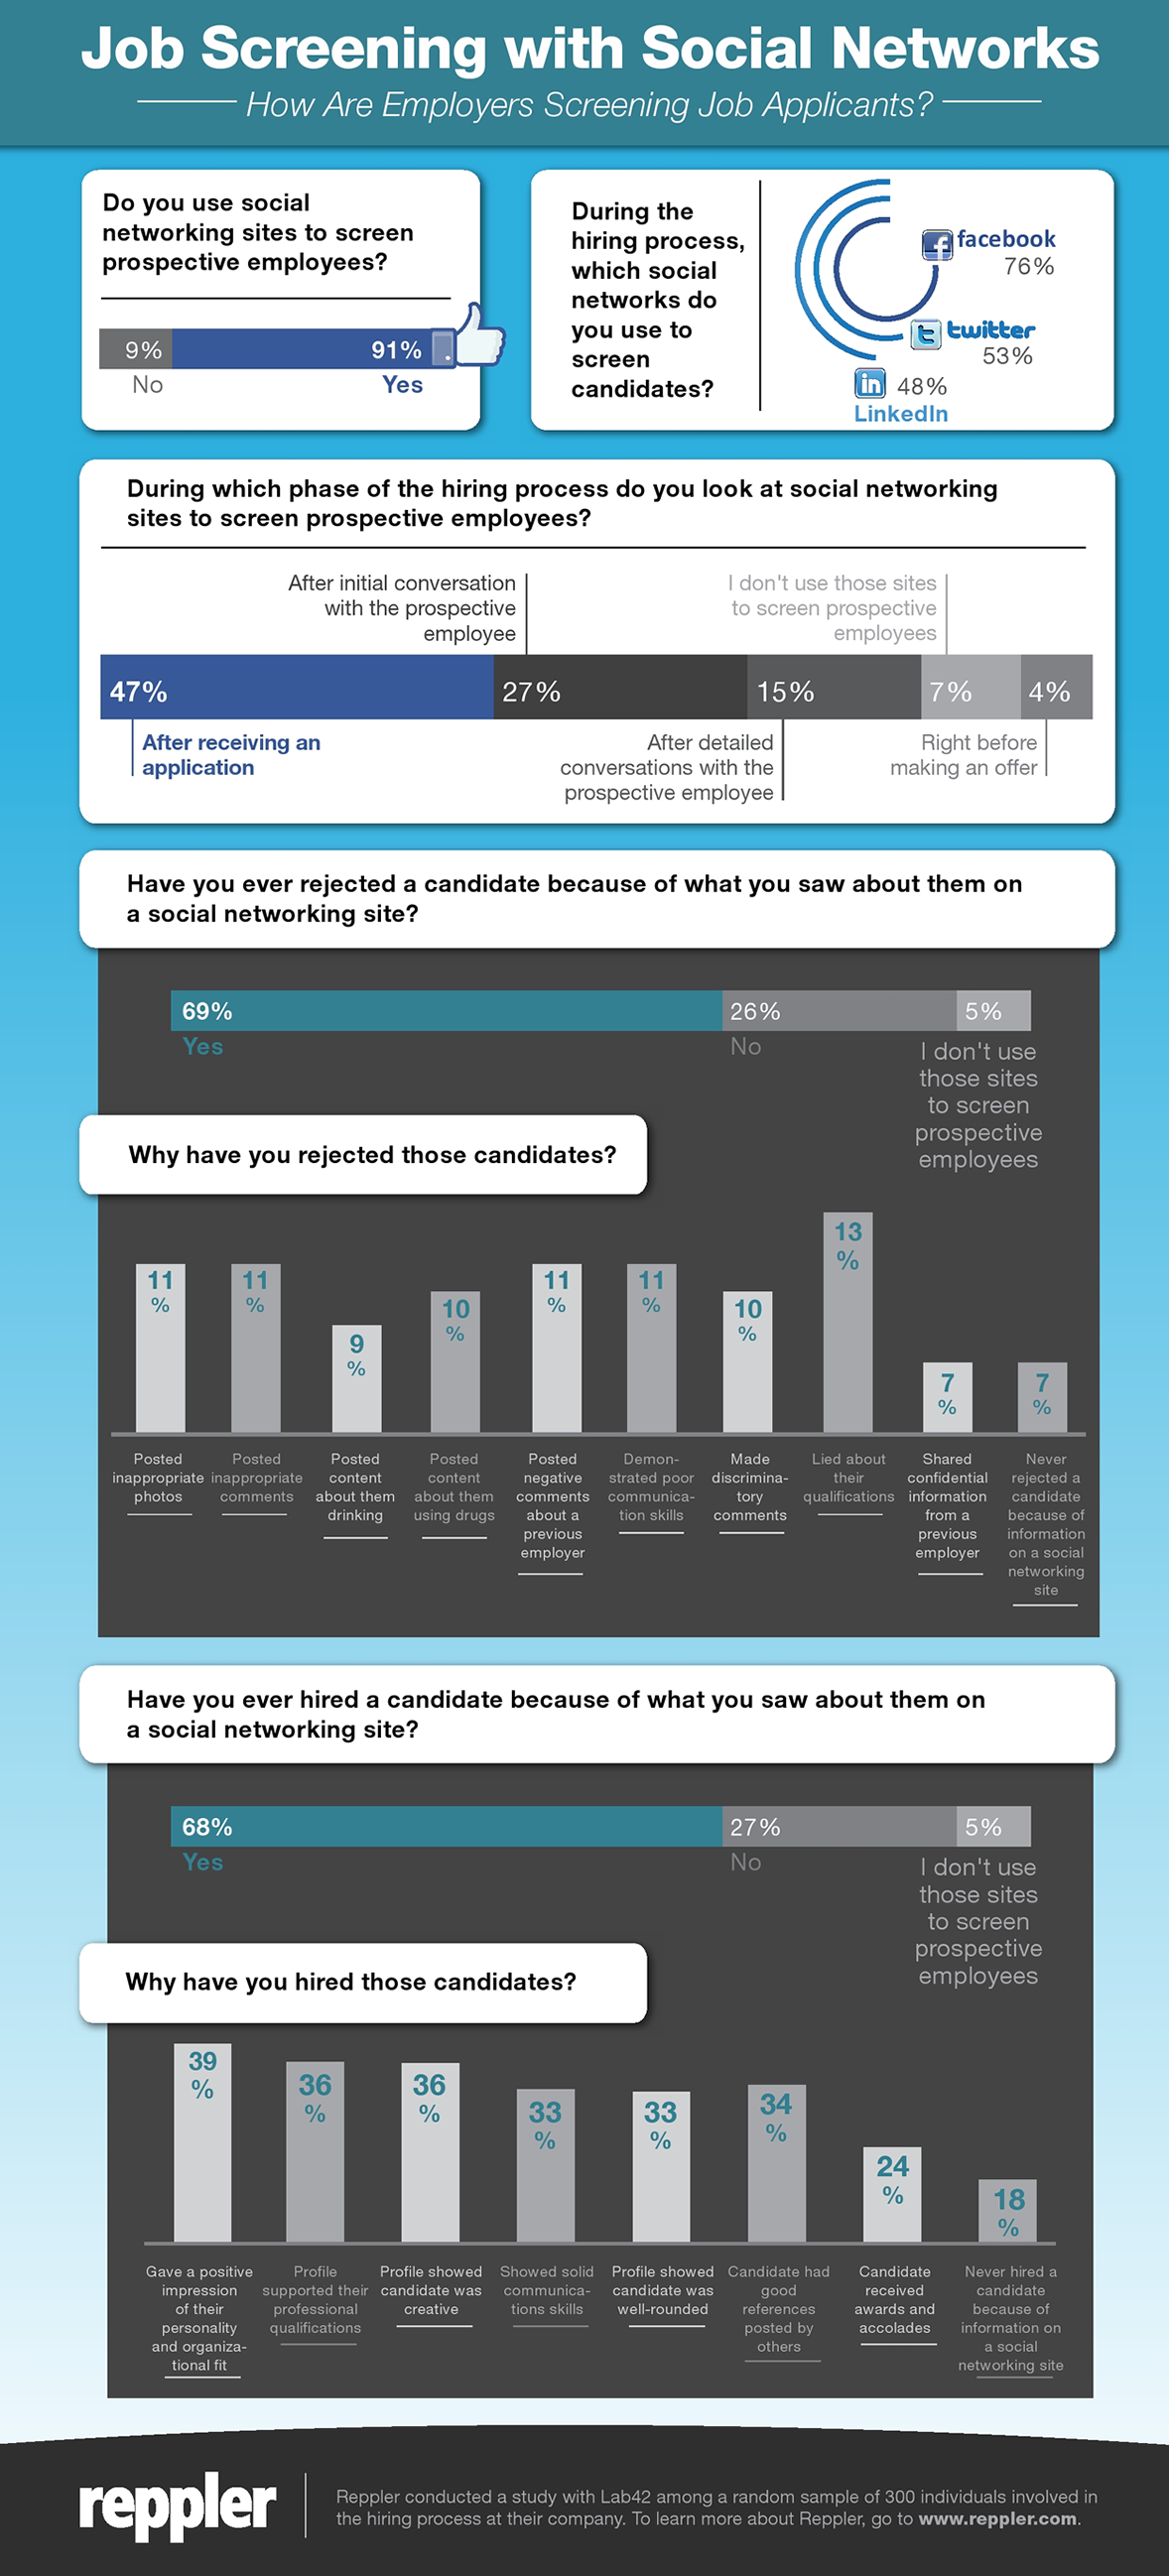 Job Screening with Social Networks
How Are Employers Screening Job Applicants?
Do you use social
networking sites to screen
prospective employees?
9%
91%
No
Yes
During the
hiring process,
which social
networks do
you use to
screen
candidates?
f
facebook
76%
t
twitter
53%
in
48%
LinkedIn
During which phase of the hiring process do you look at social networking
sites to screen prospective employees?
After initial conversation
with the prospective
employee
I don't use those sites
to screen prospective
employees
47%
27%
15%
7%
4%
After receiving an
application
After detailed
conversations with the
prospective employee
Right before
making an offer
Have you ever rejected a candidate because of what you saw about them on
a social networking site?
69%
26%
5%
Yes
No
I don't use
those sites
to screen
prospective
employees
Why have you rejected those candidates?
11
%
11
%
9
%
10
%
11
%
11
%
10
%
13
%
7
%
7
%
Posted
inappropriate
photos
Posted
inappropriate
comments
Posted
content
about them
drinking
Posted
content
about them
using drugs
Posted
negative
comments
about a
previous
employer
Demon-
strated poor
communica-
tion skills
Made
discrimina-
tory
comments
Lied about
their
qualifications
Shared
confidential
information
from a
previous
employer
Never
rejected a
candidate
because of
information
on a social
networking
site
Have you ever hired a candidate because of what you saw about them on
a social networking site?
68%
27%
5%
Yes
No
I don't use
those sites
to screen
prospective
employees
Why have you hired those candidates?
39
%
36
%
36
%
33
%
33
%
34
%
24
%
18
%
Gave a positive
impression
of their
personality
and organiza-
tional fit
Profile
supported their
professional
qualifications
Profile showed
candidate was
creative
Showed solid
communica-
tions skills
Profile showed
candidate was
well-rounded
Candidate had
good
references
posted by
others
Candidate
received
awards and
accolades
Never hired a
candidate
because of
information on
a social
networking site
reppler
Reppler conducted a study with Lab42 among a random sample of 300 individuals involved in
the hiring process at their company. To learn more about Reppler, go to www.reppler.com.